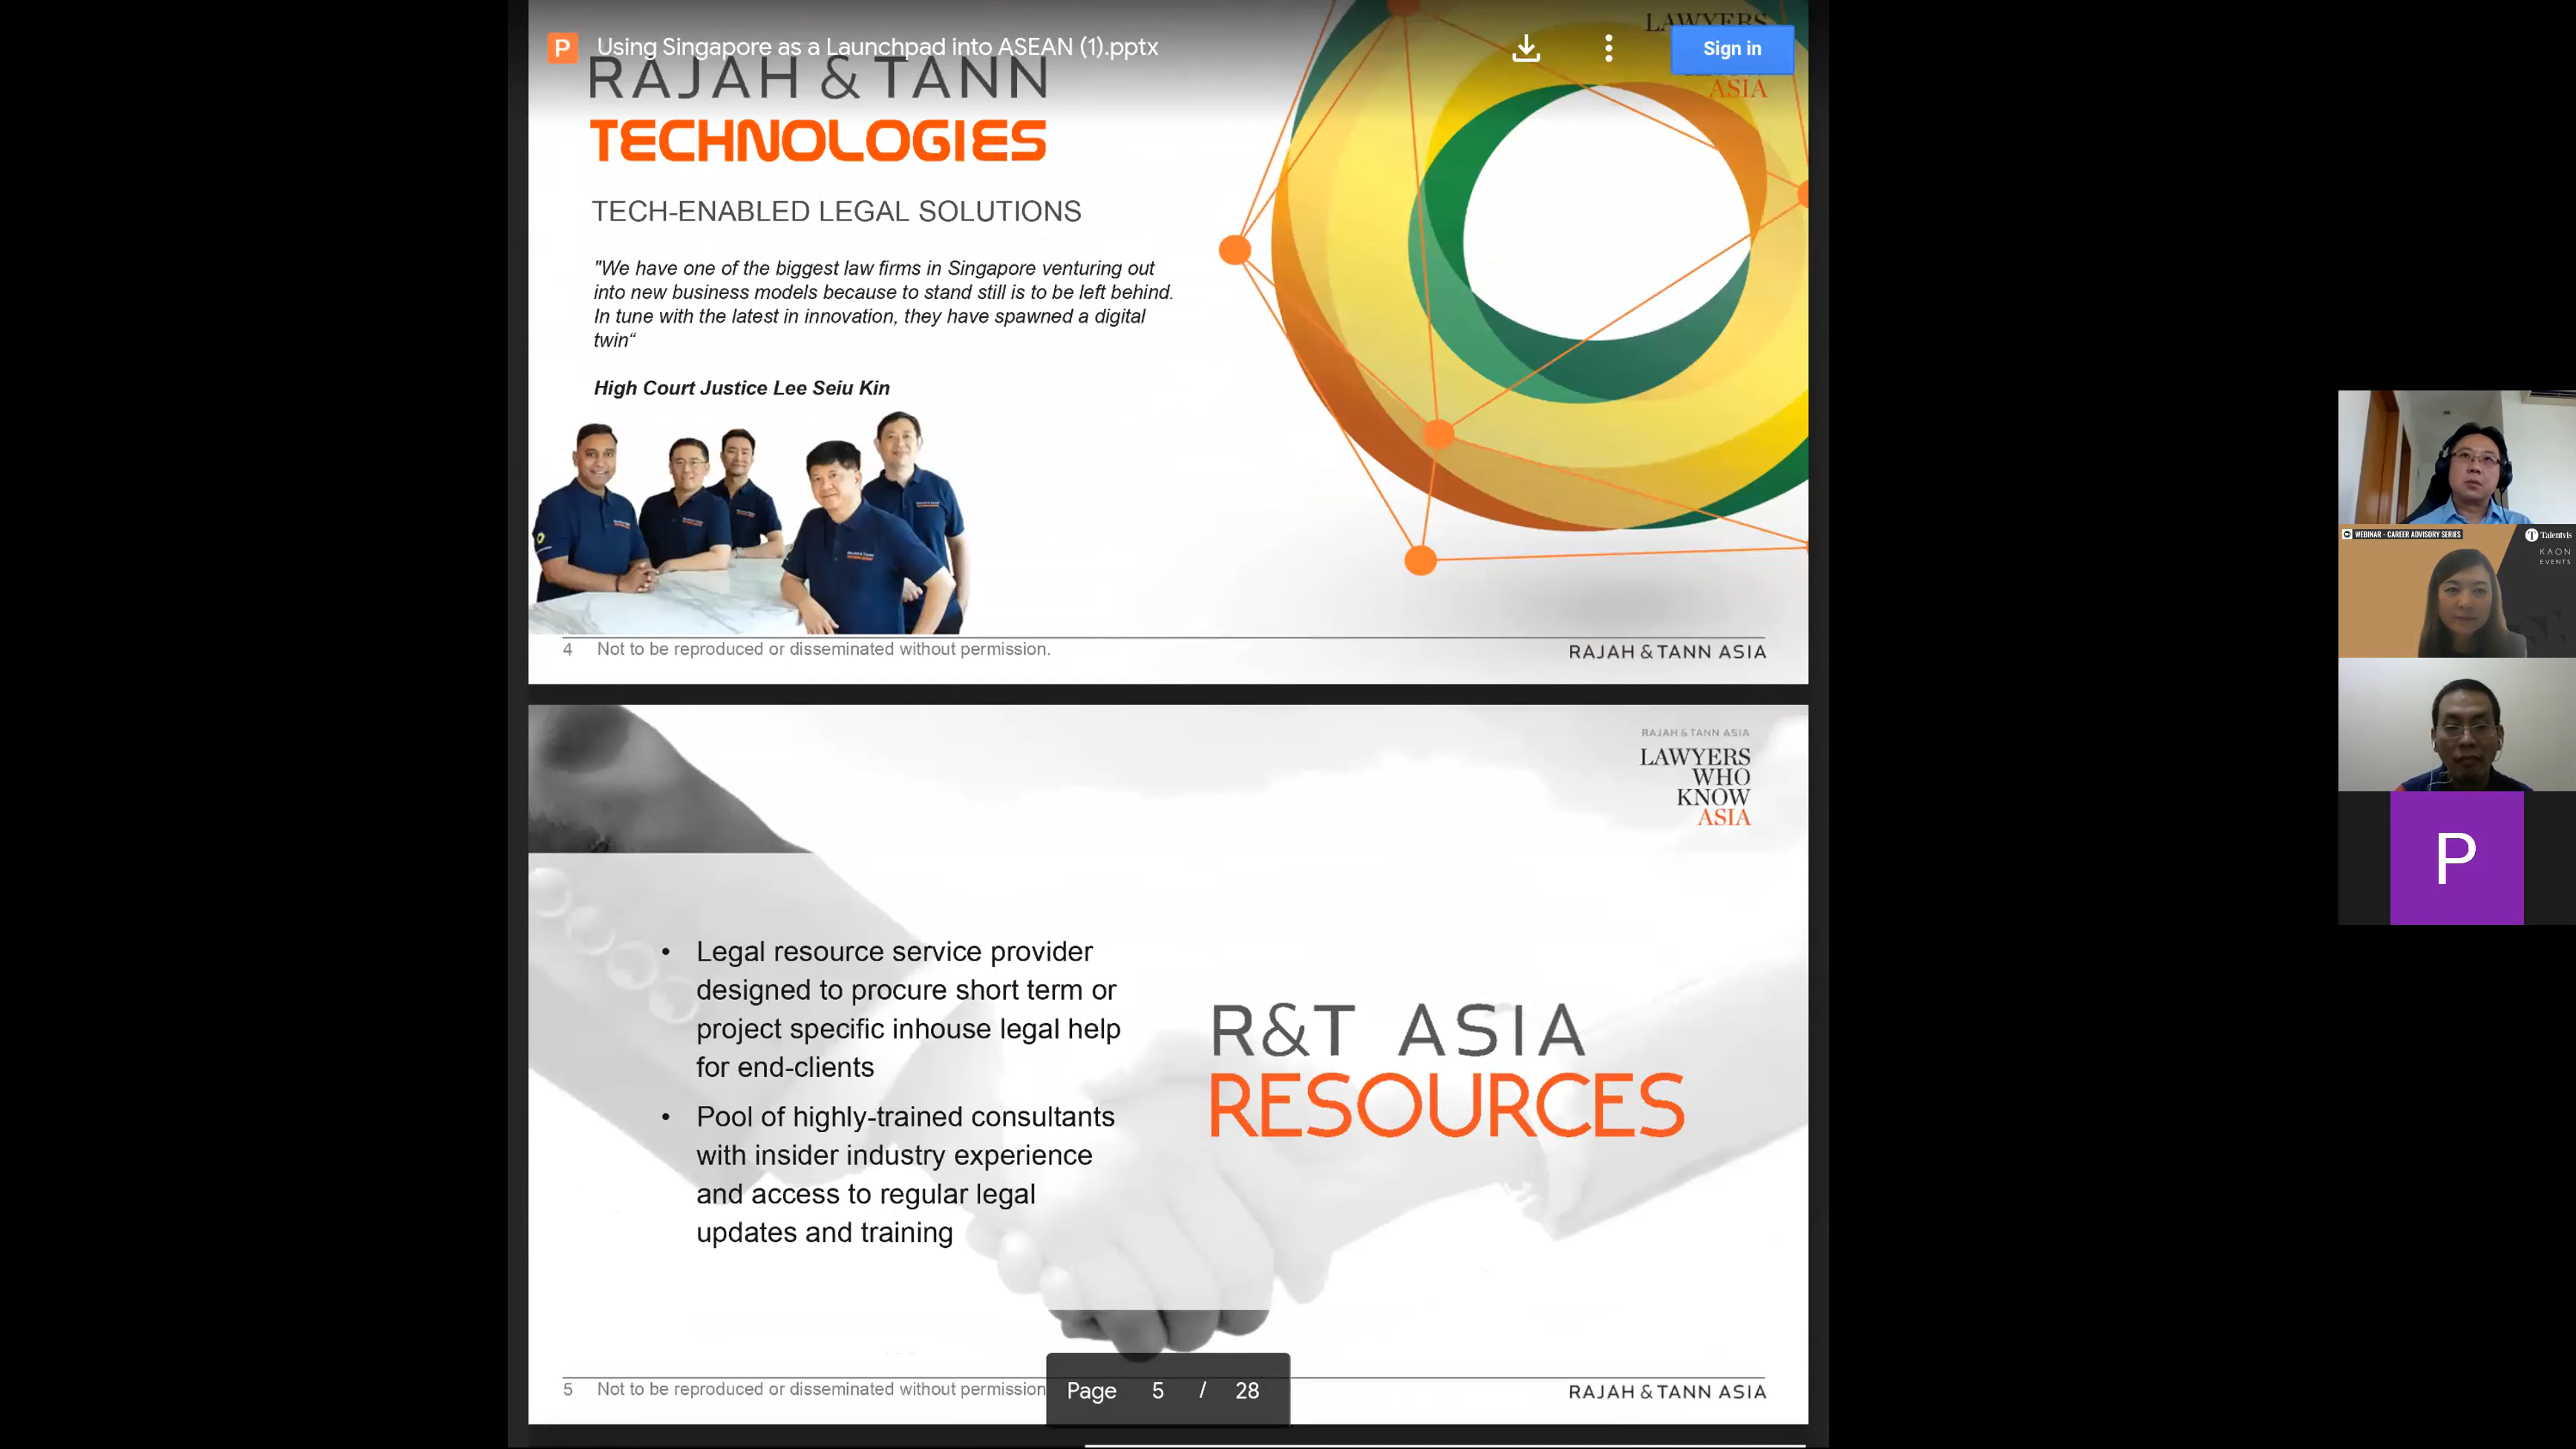 P
Using Singapore as a Launchpad into ASEAN (1).pptx
Sign in
LAWYERS
ASIA
RAJAH & TANN
TECHNOLOGIES
TECH-ENABLED LEGAL SOLUTIONS
"We have one of the biggest law firms in Singapore venturing out
into new business models because to stand still is to be left behind.
In tune with the latest in innovation, they have spawned a digital
twin“
High Court Justice Lee Seiu Kin
4 Not to be reproduced or disseminated without permission.
RAJAH & TANN ASIA
RAJAH & TANN ASIA
LAWYERS
WHO
KNOW
ASIA
• Legal resource service provider
designed to procure short term or
project specific inhouse legal help
for end-clients
• Pool of highly-trained consultants
with insider industry experience
and access to regular legal
updates and training
R&T ASIA
RESOURCES
5 Not to be reproduced or disseminated without permission
Page 5 / 28
RAJAH & TANN ASIA
WEBINAR - CAREER ADVISORY SERIES
T Talentvis
KAON
EVENTS
P